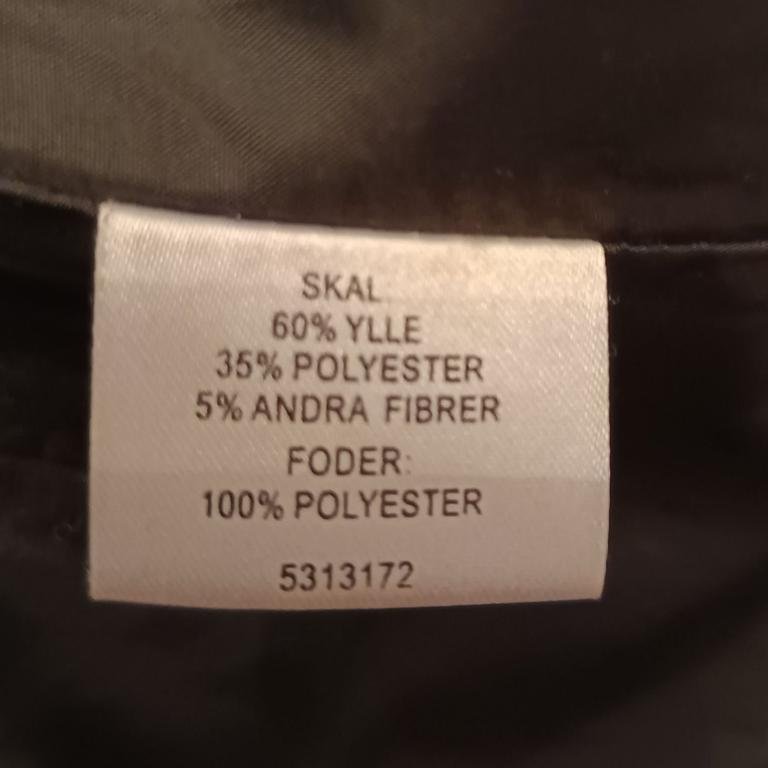 SKAL
60% YLLE
35% POLYESTER
5% ANDRA FIBRER
FODER:
100% POLYESTER
5313172